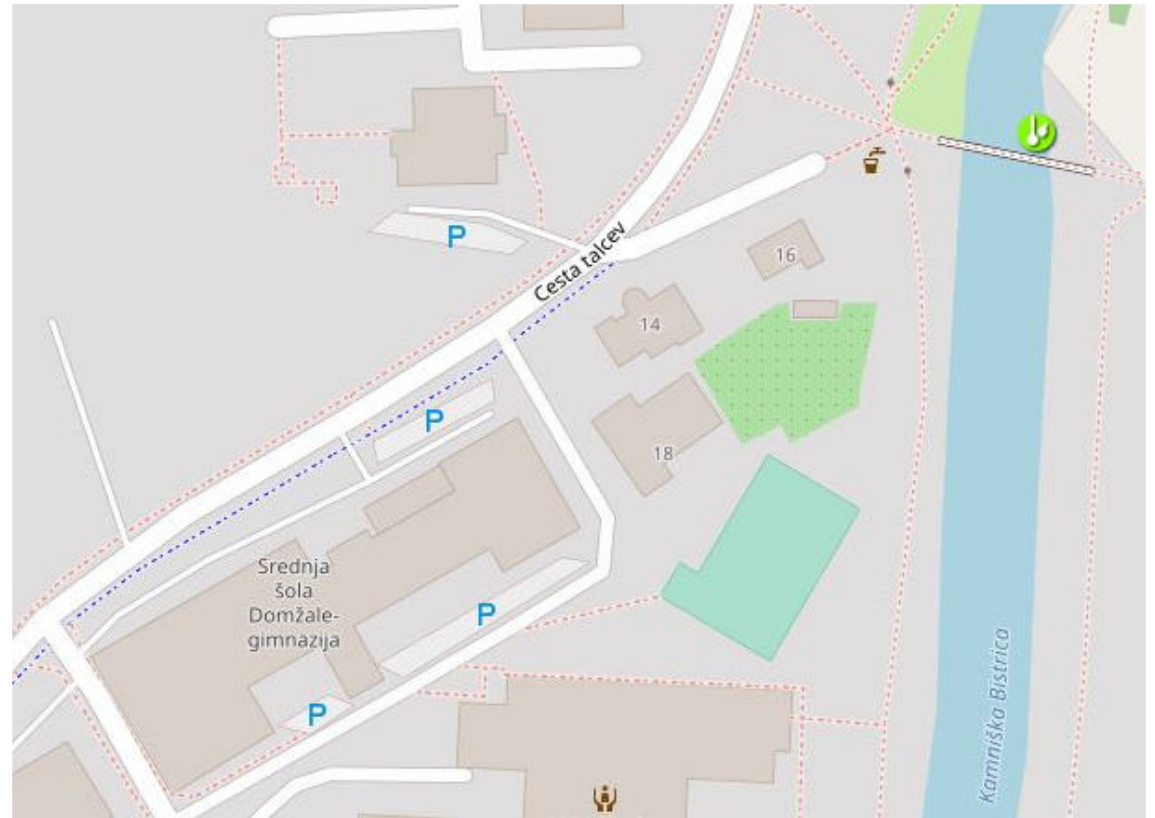 P
Cesta talcev
16
14
P
18
Srednja
šola
Domžale-
gimnazija
P
P
Kamniška Bistrica